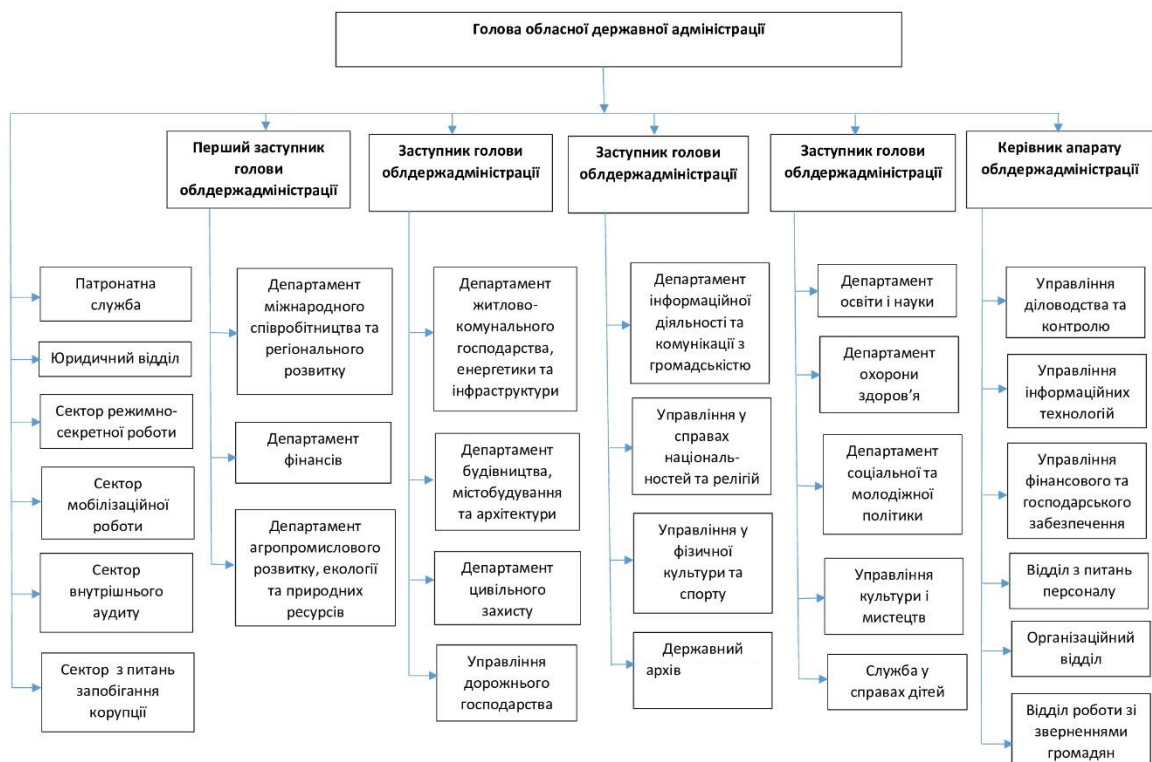 Голова обласної державної адміністрації
Перший заступник
голови
облдержадміністрації
Заступник голови
облдержадміністрації
Заступник голови
облдержадміністрації
Заступник голови
облдержадміністрації
Керівник апарату
облдержадміністрації
Патронатна
служба
Юридичний відділ
Сектор режимно-
секретної роботи
Сектор
мобілізаційної
роботи
Сектор
внутрішнього
аудиту
Сектор з питань
запобігання
корупції
Департамент
міжнародного
співробітництва та
регіонального
розвитку
Департамент
фінансів
Департамент
агропромислового
розвитку, екології
та природних
ресурсів
Департамент
житлово-
комунального
господарства,
енергетики та
інфраструктури
Департамент
будівництва,
містобудування
та архітектури
Департамент
цивільного
захисту
Управління
дорожнього
господарства
Департамент
інформаційної
діяльності та
комунікації з
громадськістю
Управління у
справах
національ-
ностей та релігій
Управління у
фізичної
культури та
спорту
Державний
архів
Департамент
освіти і науки
Департамент
охорони
здоров’я
Департамент
соціальної та
молодіжної
політики
Управління
культури і
мистецтв
Служба у
справах дітей
Управління
діловодства та
контролю
Управління
інформаційних
технологій
Управління
фінансового та
господарського
забезпечення
Відділ з питань
персоналу
Організаційний
відділ
Відділ роботи зі
зверненнями
громадян